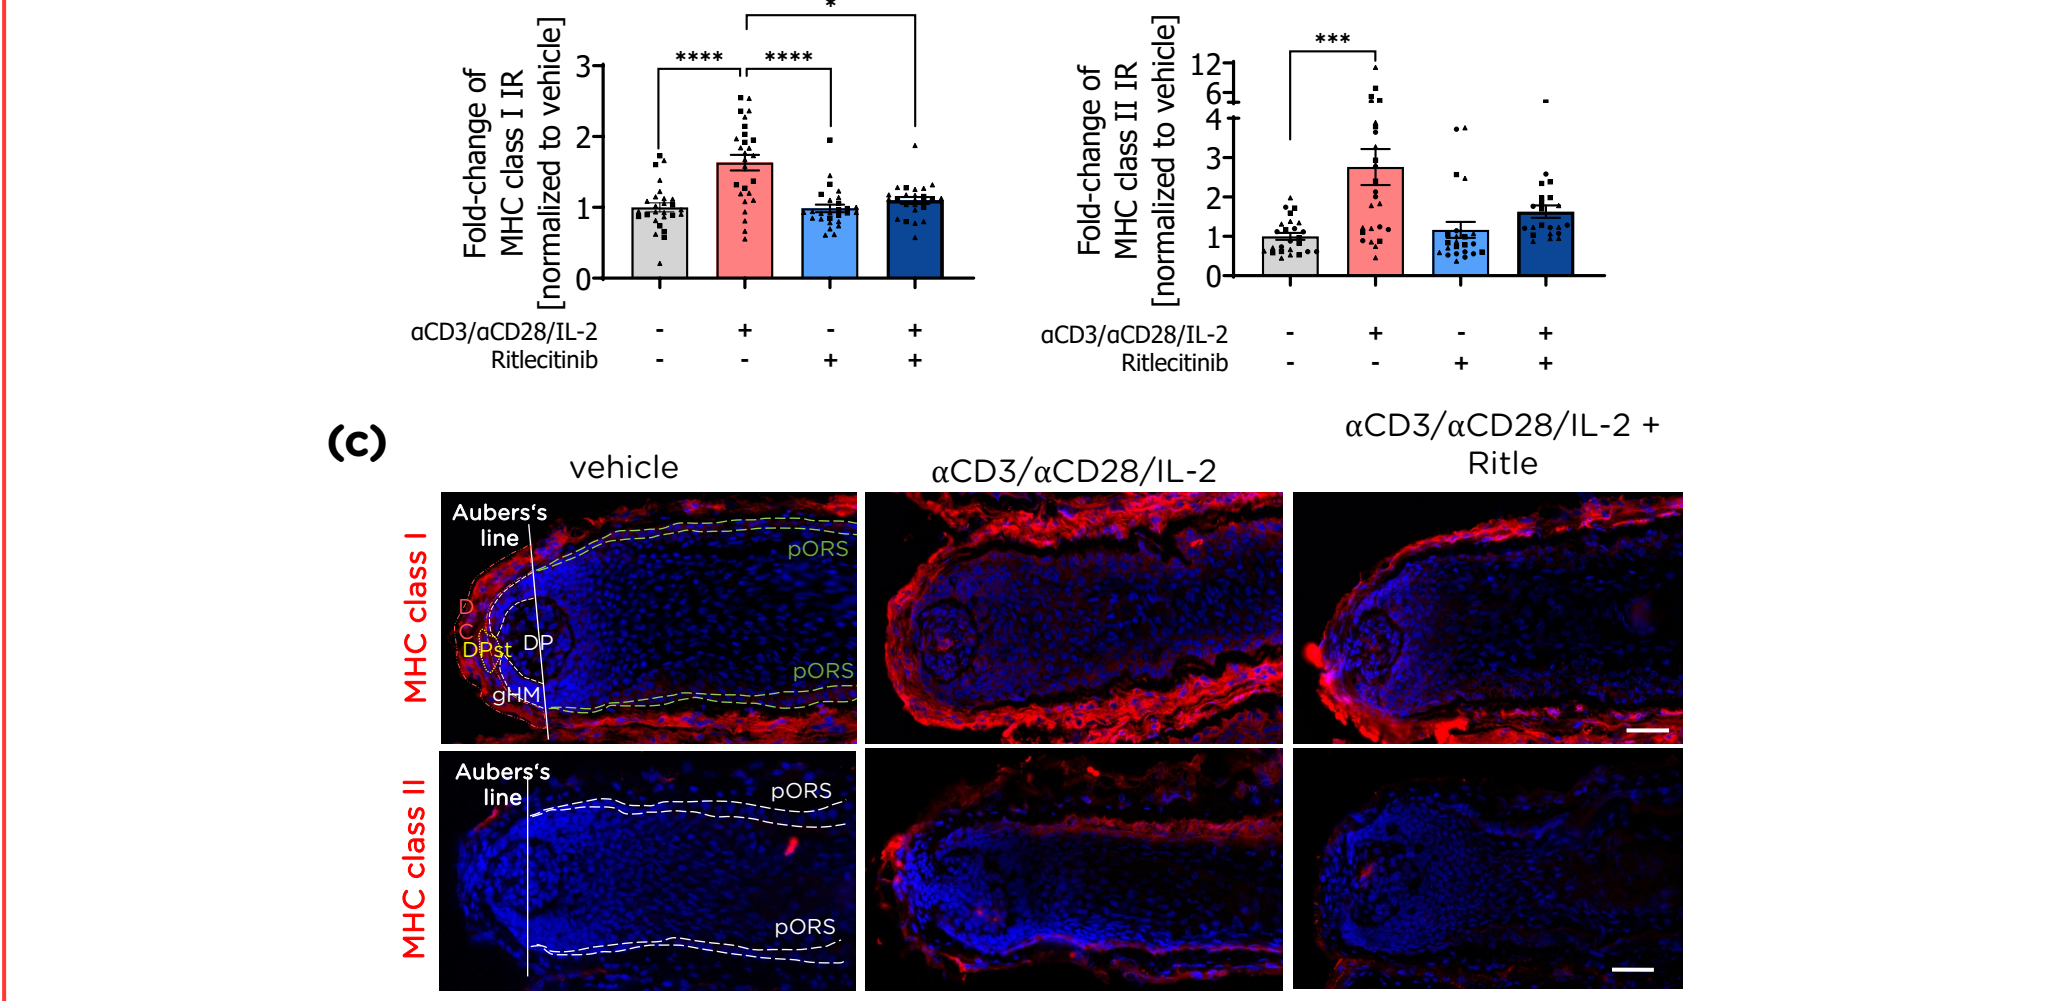 *
****
****
Fold-change of
MHC class I IR
[normalized to vehicle]
3
2
1
0
αCD3/αCD28/IL-2
-
+
-
+
Ritlecitinib
-
-
+
+
***
Fold-change of
MHC class II IR
[normalized to vehicle]
12
6
4
3
2
1
0
αCD3/αCD28/IL-2
-
+
-
+
Ritlecitinib
-
-
+
+
(c)
vehicle
αCD3/αCD28/IL-2
αCD3/αCD28/IL-2 +
Ritle
MHC class I
Aubers‘s
line
pORS
D
C
DPst
DP
pORS
gHM
MHC class II
Aubers‘s
line
pORS
pORS